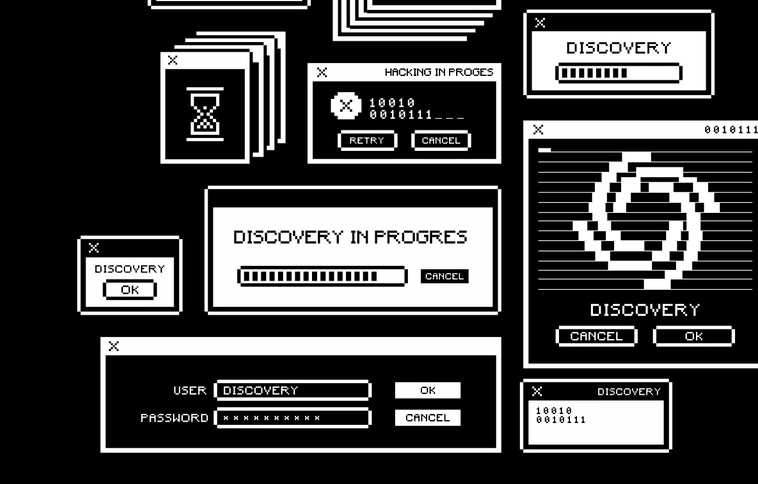 X
DISCOVERY
X
X
HACKING IN PROGES
X
10010
0010111___
RETRY
CANCEL
X
0010111
DISCOVERY
CANCEL
OK
DISCOVERY IN PROGRES
CANCEL
X
DISCOVERY
OK
X
USER
DISCOVERY
OK
PASSWORD
××××××××××
CANCEL
X
DISCOVERY
10010
0010111